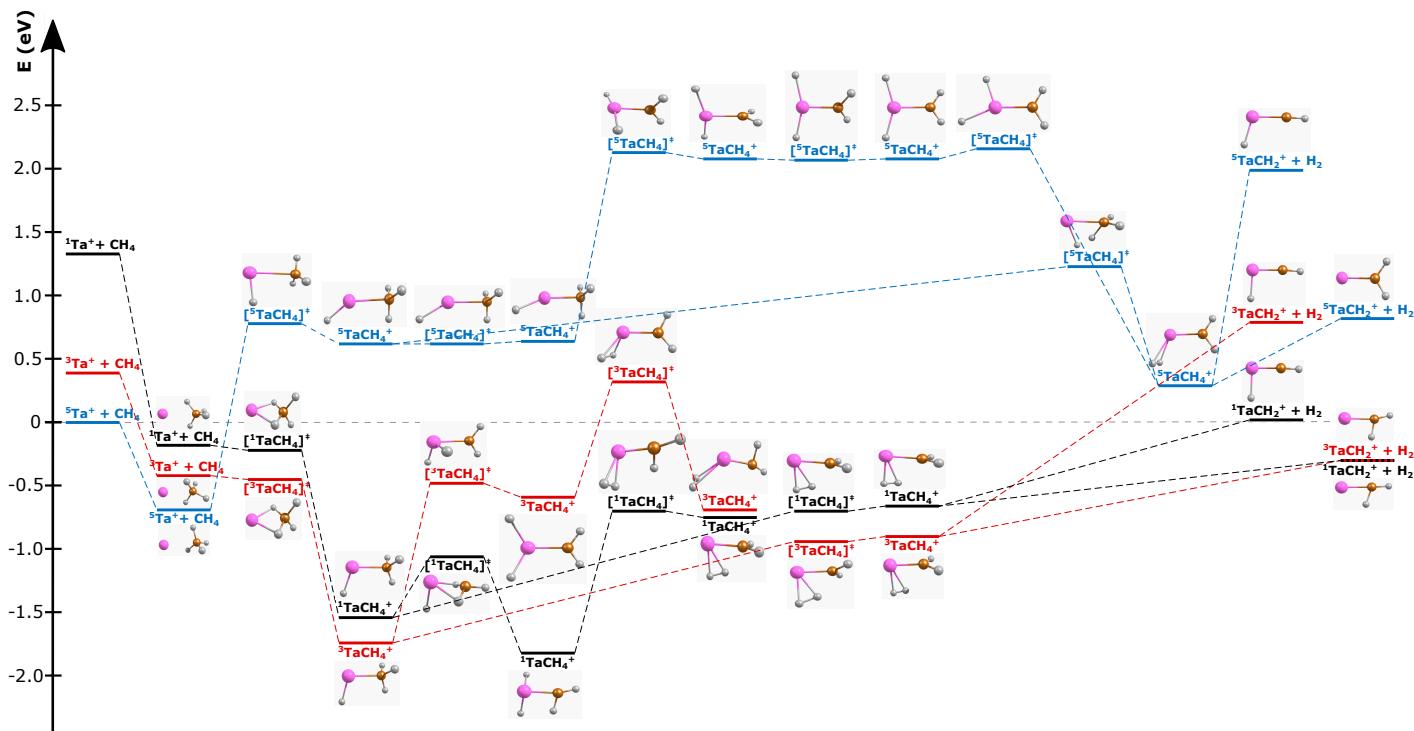 E (eV)
2.5
2.0
1.5
1.0
0.5
0
-0.5
-1.0
-1.5
-2.0
¹Ta⁺+ CH₄
³Ta⁺ + CH₄
⁵Ta⁺ + CH₄
¹Ta⁺+ CH₄
³Ta⁺ + CH₄
⁵Ta⁺+ CH₄
[⁵TaCH₄]‡
[¹TaCH₄]‡
[³TaCH₄]‡
⁵TaCH₄⁺
¹TaCH₄⁺
³TaCH₄⁺
[⁵TaCH₄]‡
[³TaCH₄]‡
[¹TaCH₄]‡
⁵TaCH₄⁺
³TaCH₄⁺
¹TaCH₄⁺
[⁵TaCH₄]‡
[³TaCH₄]‡
[¹TaCH₄]‡
⁵TaCH₄⁺
³TaCH₄⁺
¹TaCH₄⁺
[⁵TaCH₄]‡
[¹TaCH₄]‡
[³TaCH₄]‡
⁵TaCH₄⁺
¹TaCH₄⁺
³TaCH₄⁺
[⁵TaCH₄]‡
[⁵TaCH₄]‡
⁵TaCH₄⁺
⁵TaCH₂⁺ + H₂
³TaCH₂⁺ + H₂
¹TaCH₂⁺ + H₂
⁵TaCH₂⁺ + H₂
³TaCH₂⁺ + H₂
¹TaCH₂⁺ + H₂